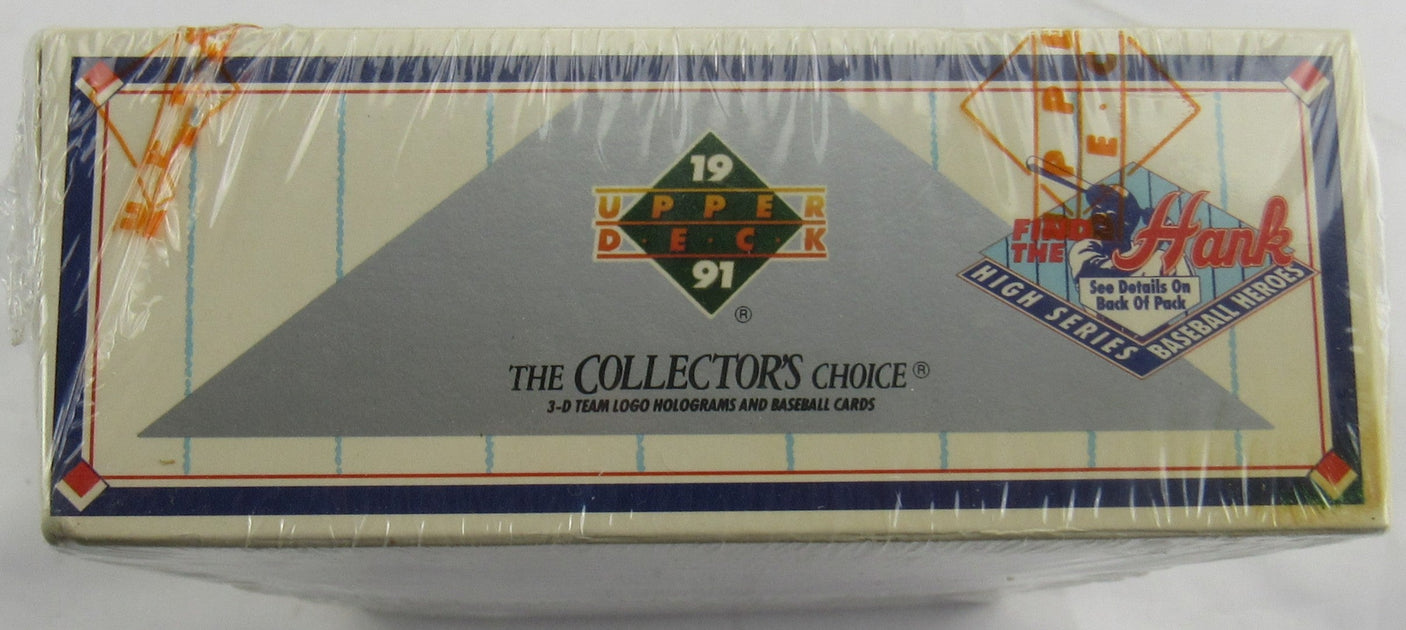 19
UPPER
D·E·C·K
91
®
THE COLLECTOR'S CHOICE ®
3-D TEAM LOGO HOLOGRAMS AND BASEBALL CARDS
FIND
THE Hank
See Details On
Back Of Pack
HIGH SERIES
BASEBALL HEROES